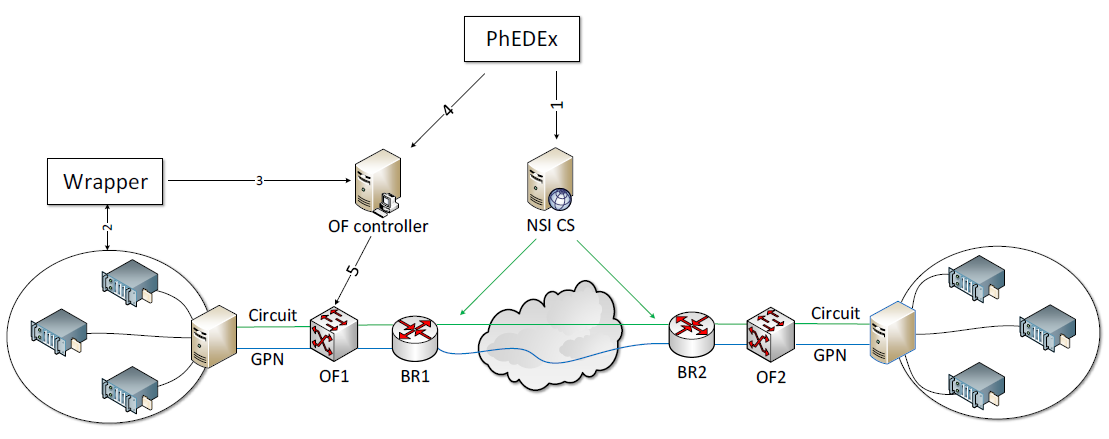 PhEDEx
4
1
Wrapper
3
2
OF controller
NSI CS
5
Circuit
GPN
OF1
BR1
BR2
OF2
Circuit
GPN